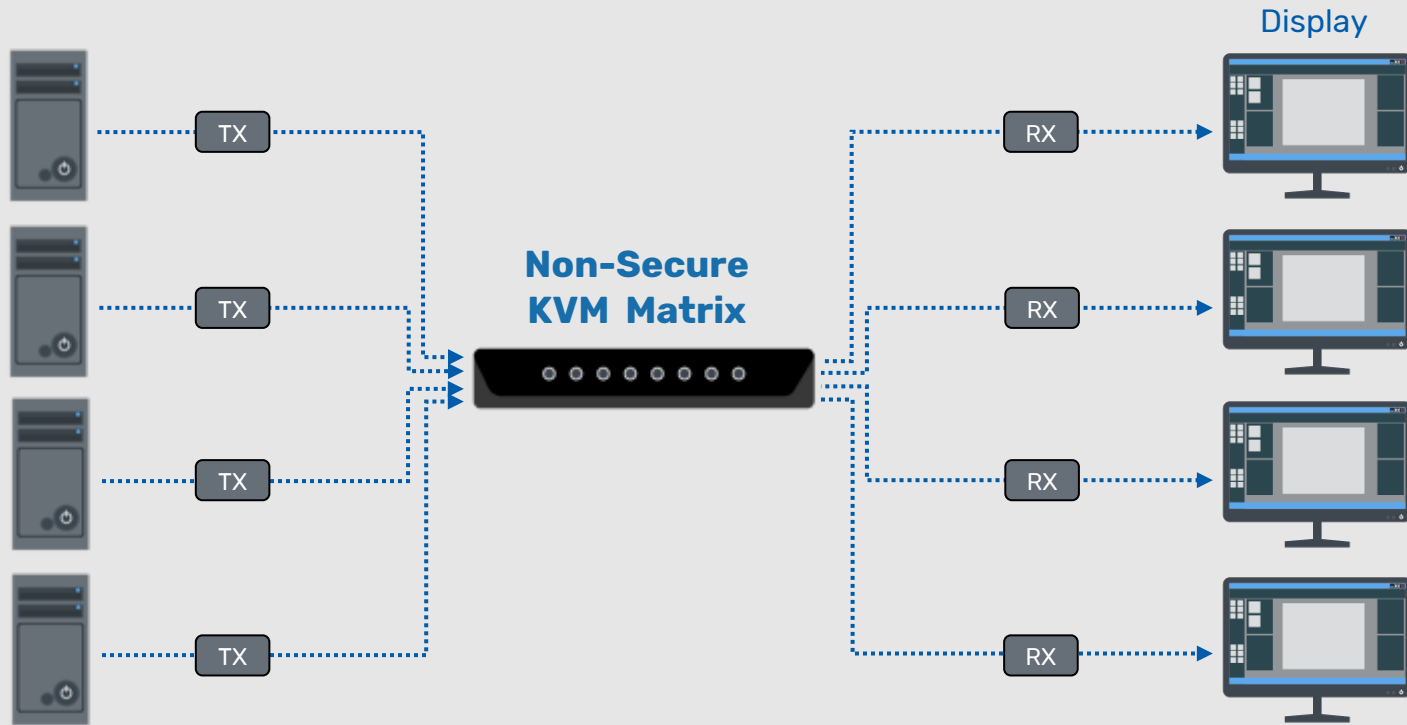 Display
TX
RX
Non-Secure
KVM Matrix
TX
RX
TX
RX
TX
RX